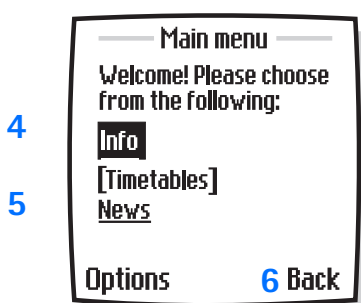 Main menu
Welcome! Please choose
from the following:
4 Info
[Timetables]
5 News
Options 6 Back